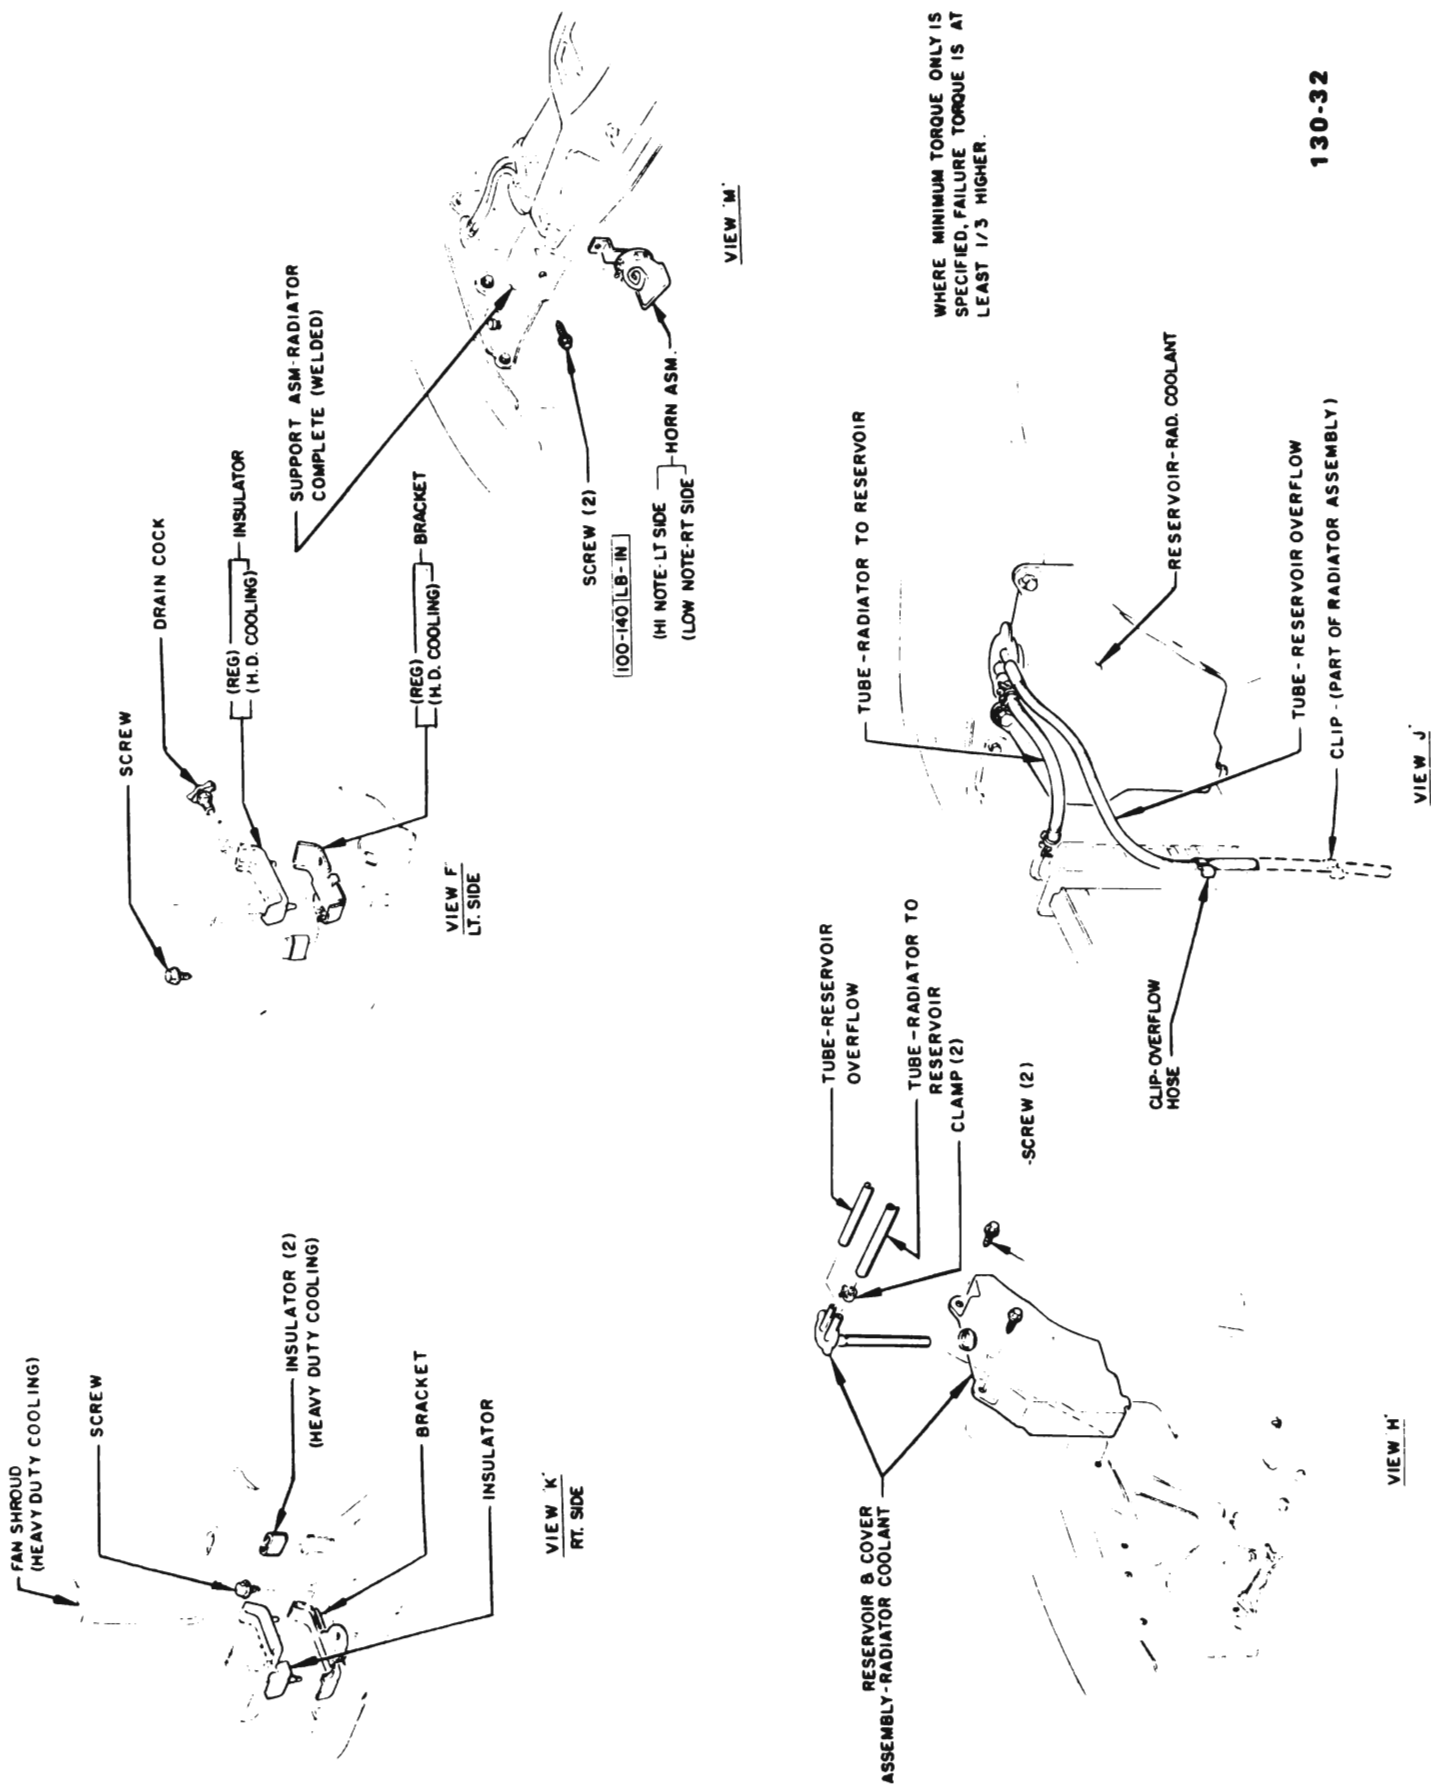 FAN SHROUD
(HEAVY DUTY COOLING)
SCREW
INSULATOR (2)
(HEAVY DUTY COOLING)
BRACKET
INSULATOR
VIEW 'K'
RT. SIDE
SCREW
DRAIN COCK
(REG)
(H.D. COOLING)
INSULATOR
(REG)
(H.D. COOLING)
BRACKET
VIEW 'F'
LT. SIDE
SUPPORT ASM-RADIATOR
COMPLETE (WELDED)
SCREW (2)
100-140 LB-IN
(HI NOTE-LT SIDE
(LOW NOTE-RT SIDE)
HORN ASM.
VIEW 'M'
RESERVOIR & COVER
ASSEMBLY-RADIATOR COOLANT
TUBE-RESERVOIR
OVERFLOW
TUBE-RADIATOR TO
RESERVOIR
CLAMP (2)
-SCREW (2)
VIEW 'H'
TUBE-RADIATOR TO RESERVOIR
RESERVOIR-RAD. COOLANT
TUBE-RESERVOIR OVERFLOW
CLIP-(PART OF RADIATOR ASSEMBLY)
CLIP-OVERFLOW
HOSE
VIEW 'J'
WHERE MINIMUM TORQUE ONLY IS
SPECIFIED, FAILURE TORQUE IS AT
LEAST 1/3 HIGHER.
130-32